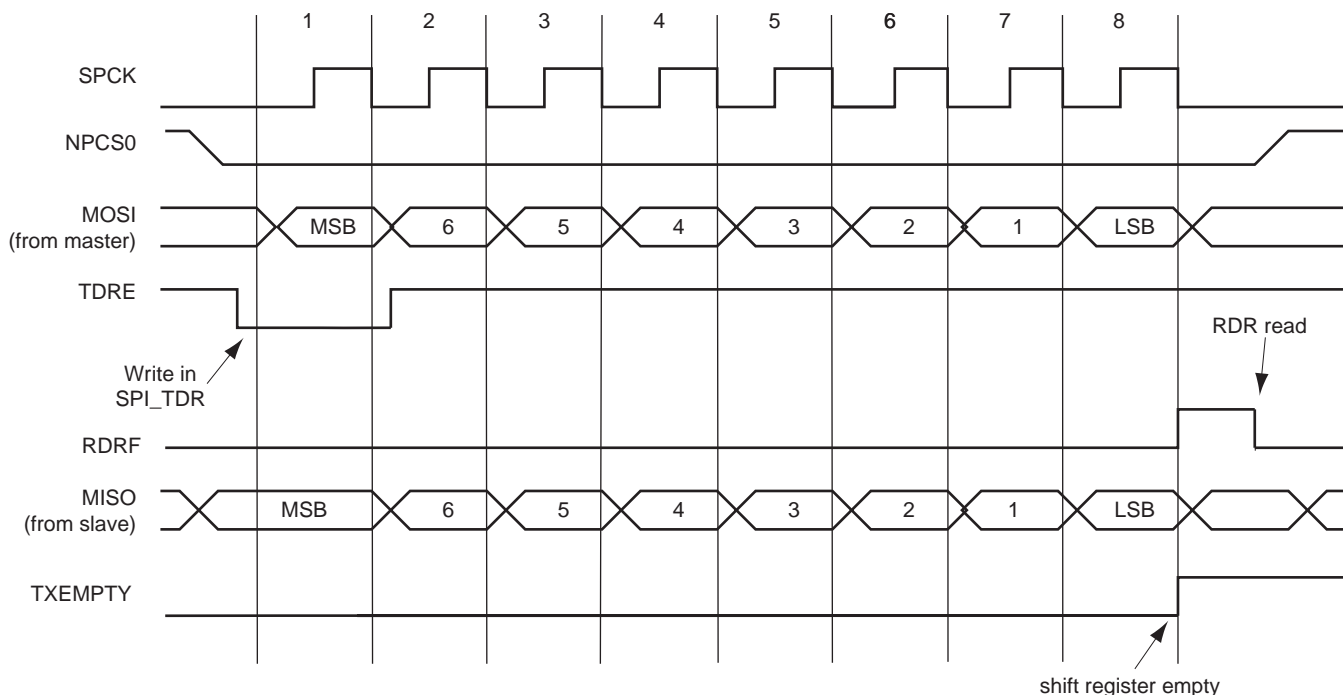 1 2 3 4 5 6 7 8
SPCK
NPCS0
MOSI
(from master)
MSB 6 5 4 3 2 1 LSB
TDRE
RDR read
Write in
SPI_TDR
RDRF
MISO
(from slave)
MSB 6 5 4 3 2 1 LSB
TXEMPTY
shift register empty